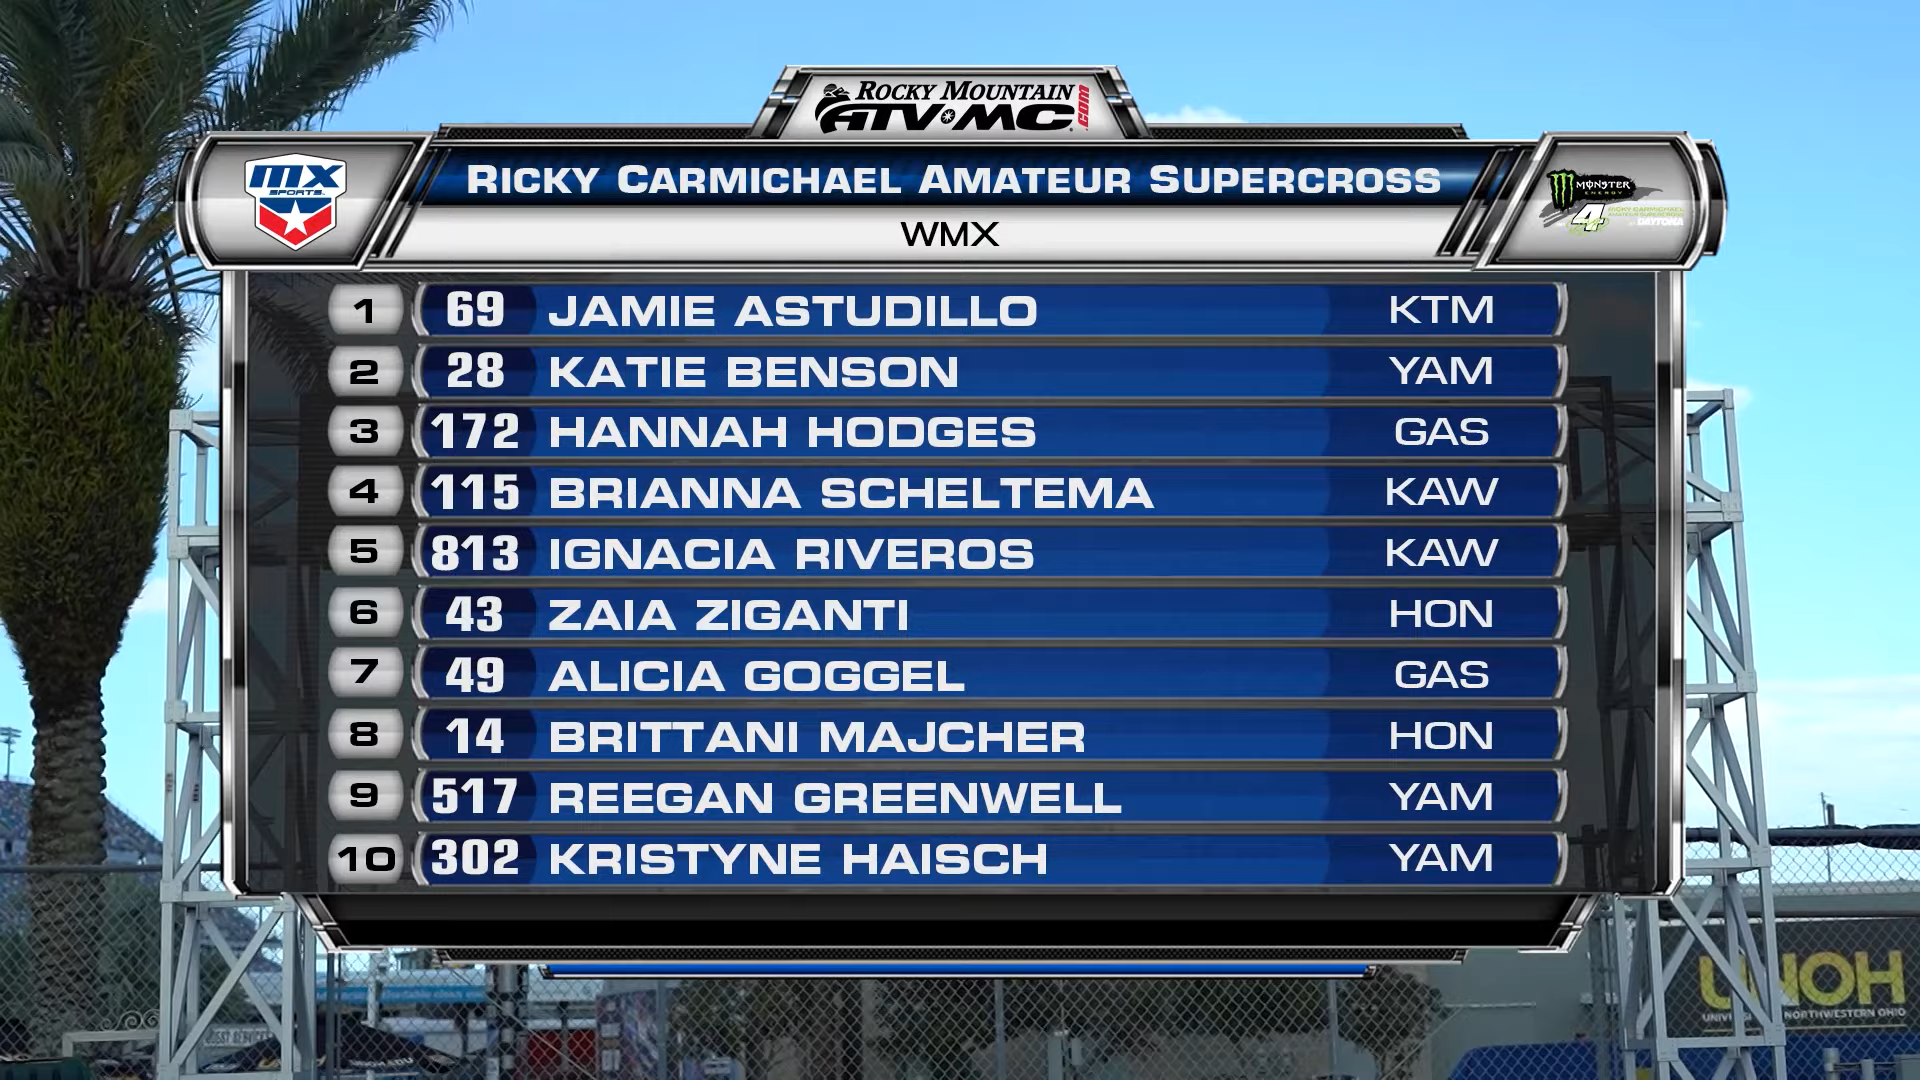 ROCKY MOUNTAIN
ATV MC .COM
MX
SPORTS
RICKY CARMICHAEL AMATEUR SUPERCROSS
MONSTER
ENERGY
4
DAYTONA
WMX
1 69 JAMIE ASTUDILLO KTM
2 28 KATIE BENSON YAM
3 172 HANNAH HODGES GAS
4 115 BRIANNA SCHELTEMA KAW
5 813 IGNACIA RIVEROS KAW
6 43 ZAIA ZIGANTI HON
7 49 ALICIA GOGGEL GAS
8 14 BRITTANI MAJCHER HON
9 517 REEGAN GREENWELL YAM
10 302 KRISTYNE HAISCH YAM
UNOH
NORTHWESTERN OHIO